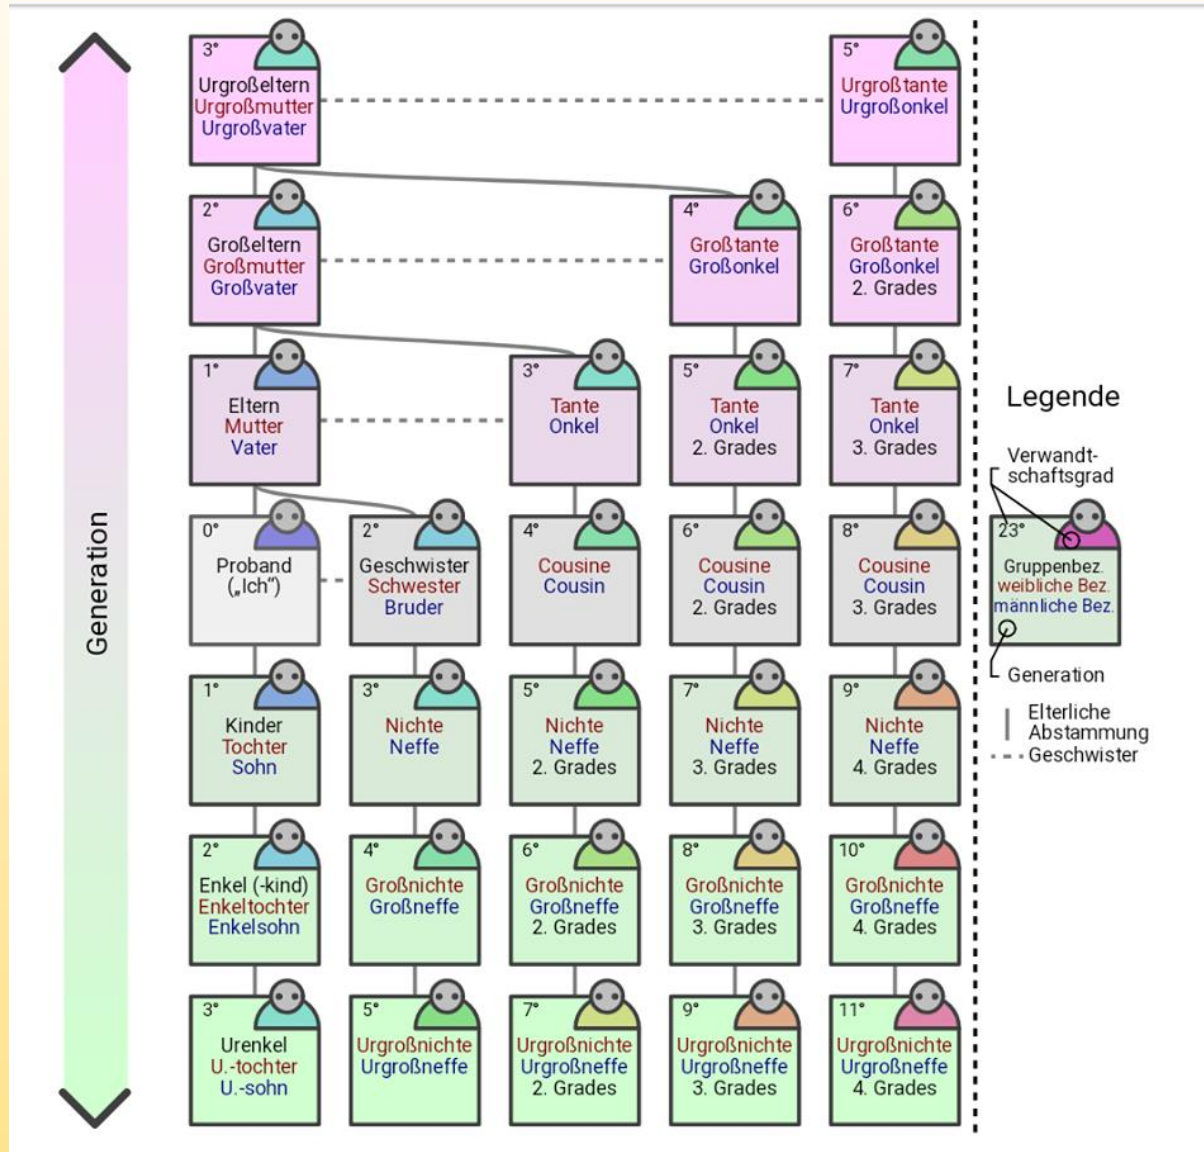 3°
Urgroßeltern
Urgroßmutter
Urgroßvater
5°
Urgroßtante
Urgroßonkel
2°
Großeltern
Großmutter
Großvater
4°
Großtante
Großonkel
6°
Großtante
Großonkel
2. Grades
1°
Eltern
Mutter
Vater
3°
Tante
Onkel
5°
Tante
Onkel
2. Grades
7°
Tante
Onkel
3. Grades
0°
Proband
(„Ich“)
2°
Geschwister
Schwester
Bruder
4°
Cousine
Cousin
6°
Cousine
Cousin
2. Grades
8°
Cousine
Cousin
3. Grades
1°
Kinder
Tochter
Sohn
3°
Nichte
Neffe
5°
Nichte
Neffe
2. Grades
7°
Nichte
Neffe
3. Grades
9°
Nichte
Neffe
4. Grades
2°
Enkel (-kind)
Enkeltochter
Enkelsohn
4°
Großnichte
Großneffe
6°
Großnichte
Großneffe
2. Grades
8°
Großnichte
Großneffe
3. Grades
10°
Großnichte
Großneffe
4. Grades
3°
Urenkel
U.-tochter
U.-sohn
5°
Urgroßnichte
Urgroßneffe
7°
Urgroßnichte
Urgroßneffe
2. Grades
9°
Urgroßnichte
Urgroßneffe
3. Grades
11°
Urgroßnichte
Urgroßneffe
4. Grades
Generation
Legende
Verwandt-
schaftsgrad
23°
Gruppenbez.
weibliche Bez.
männliche Bez.
Generation
Elterliche
Abstammung
Geschwister